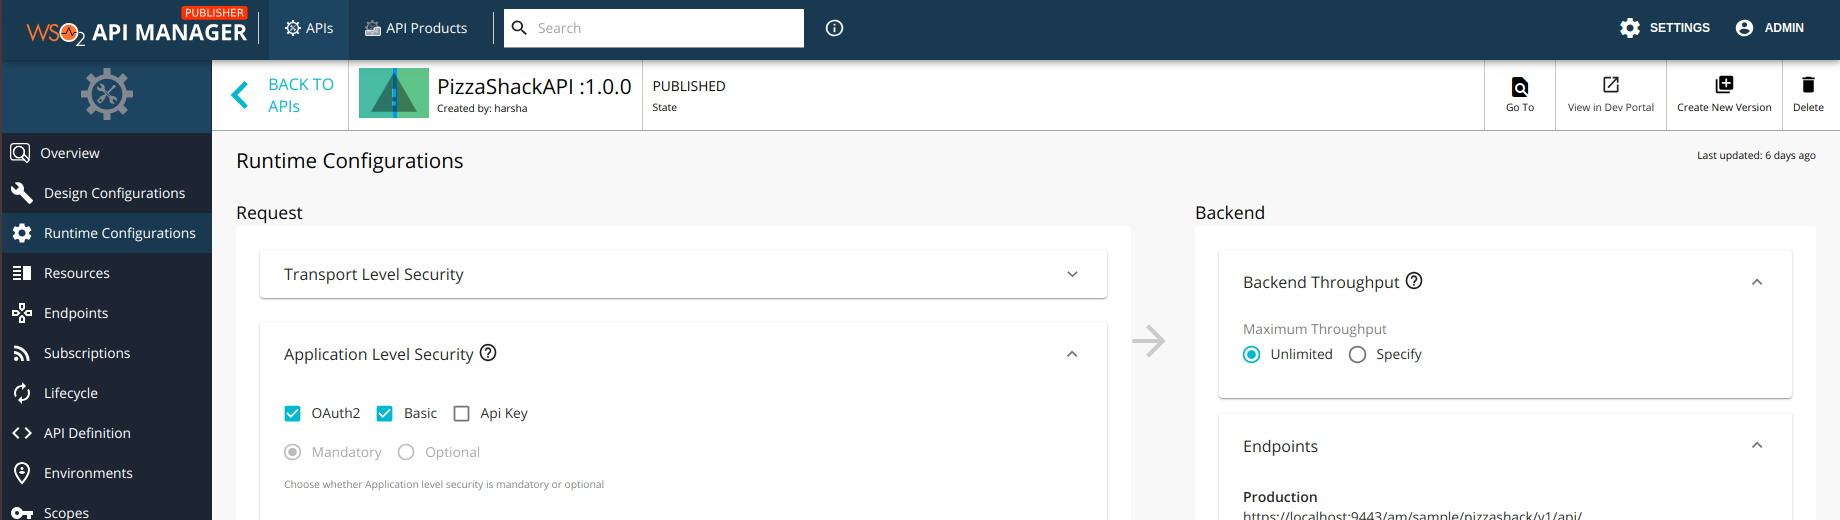 PUBLISHER
WSO2 API MANAGER
APIs
API Products
Search
SETTINGS
ADMIN
BACK TO
APIs
PizzaShackAPI :1.0.0
Created by: harsha
PUBLISHED
State
Go To
View in Dev Portal
Create New Version
Delete
Overview
Design Configurations
Runtime Configurations
Resources
Endpoints
Subscriptions
Lifecycle
API Definition
Environments
Scopes
Runtime Configurations
Last updated: 6 days ago
Request
Transport Level Security
Application Level Security
OAuth2 Basic Api Key
Mandatory Optional
Choose whether Application level security is mandatory or optional
Backend
Backend Throughput
Maximum Throughput
Unlimited Specify
Endpoints
Production
https://localhost:9443/am/sample/pizzashack/v1/api/